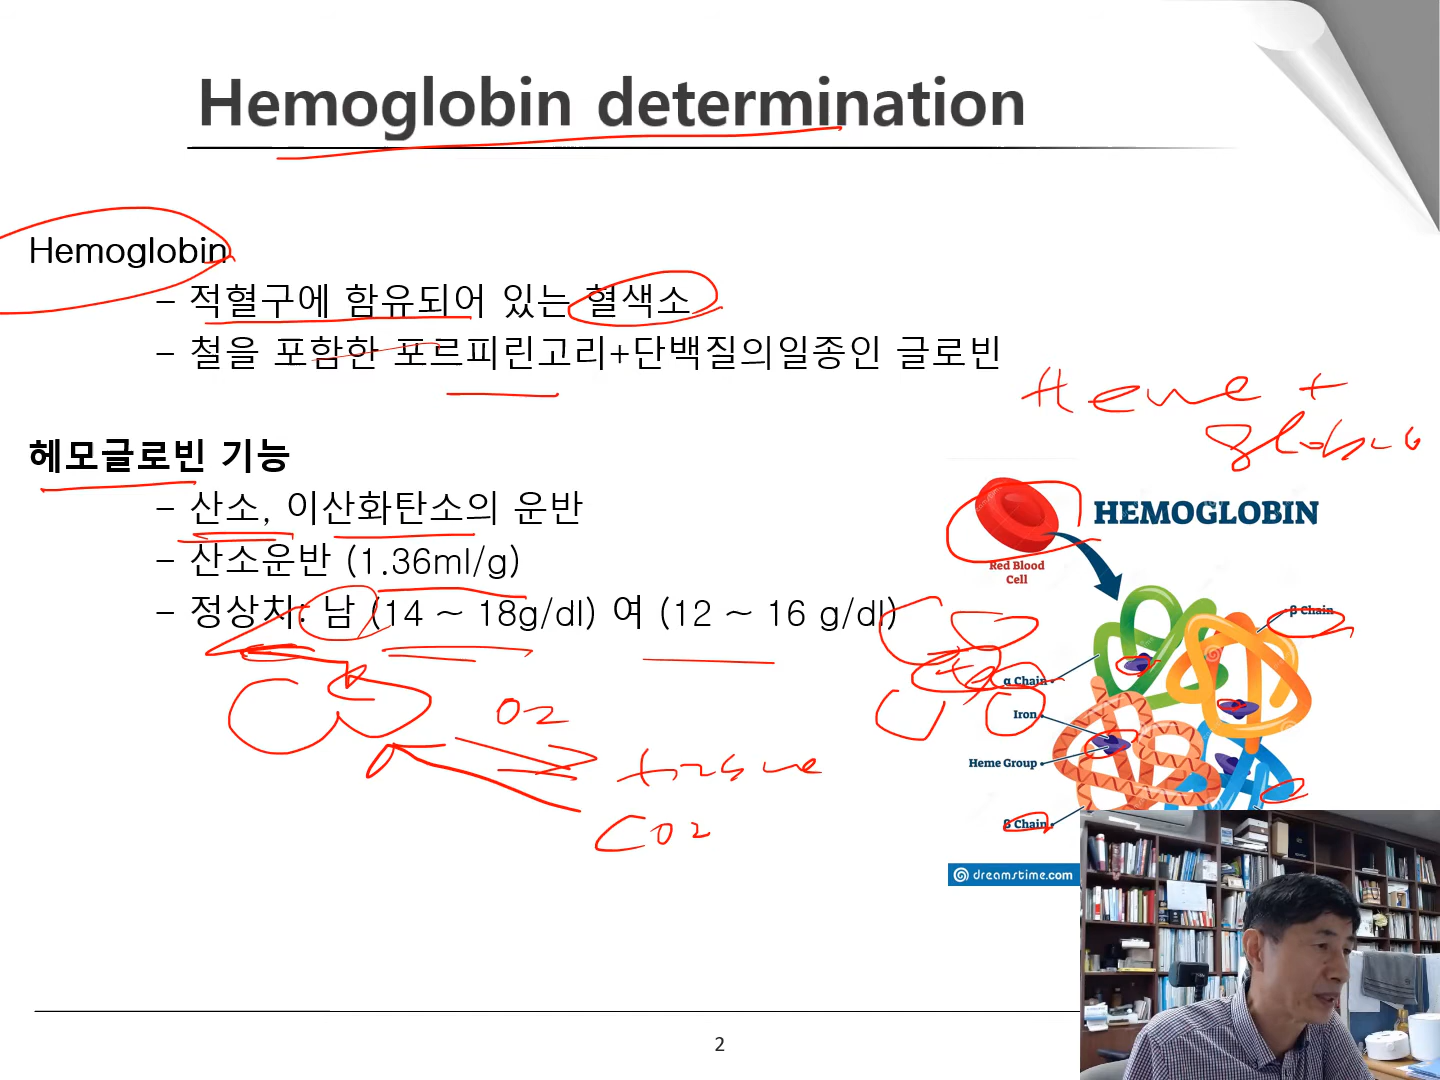 Hemoglobin determination
Hemoglobin
– 적혈구에 함유되어 있는 혈색소
– 철을 포함한 포르피린고리+단백질의일종인 글로빈
Heme +
globin
헤모글로빈 기능
– 산소, 이산화탄소의 운반
– 산소운반 (1.36ml/g)
– 정상치: 남 (14 ~ 18g/dl) 여 (12 ~ 16 g/dl)
O2
tissue
CO2
HEMOGLOBIN
Red Blood
Cell
β Chain
α Chain
Iron
Heme Group
β Chain
dreamstime.com
2